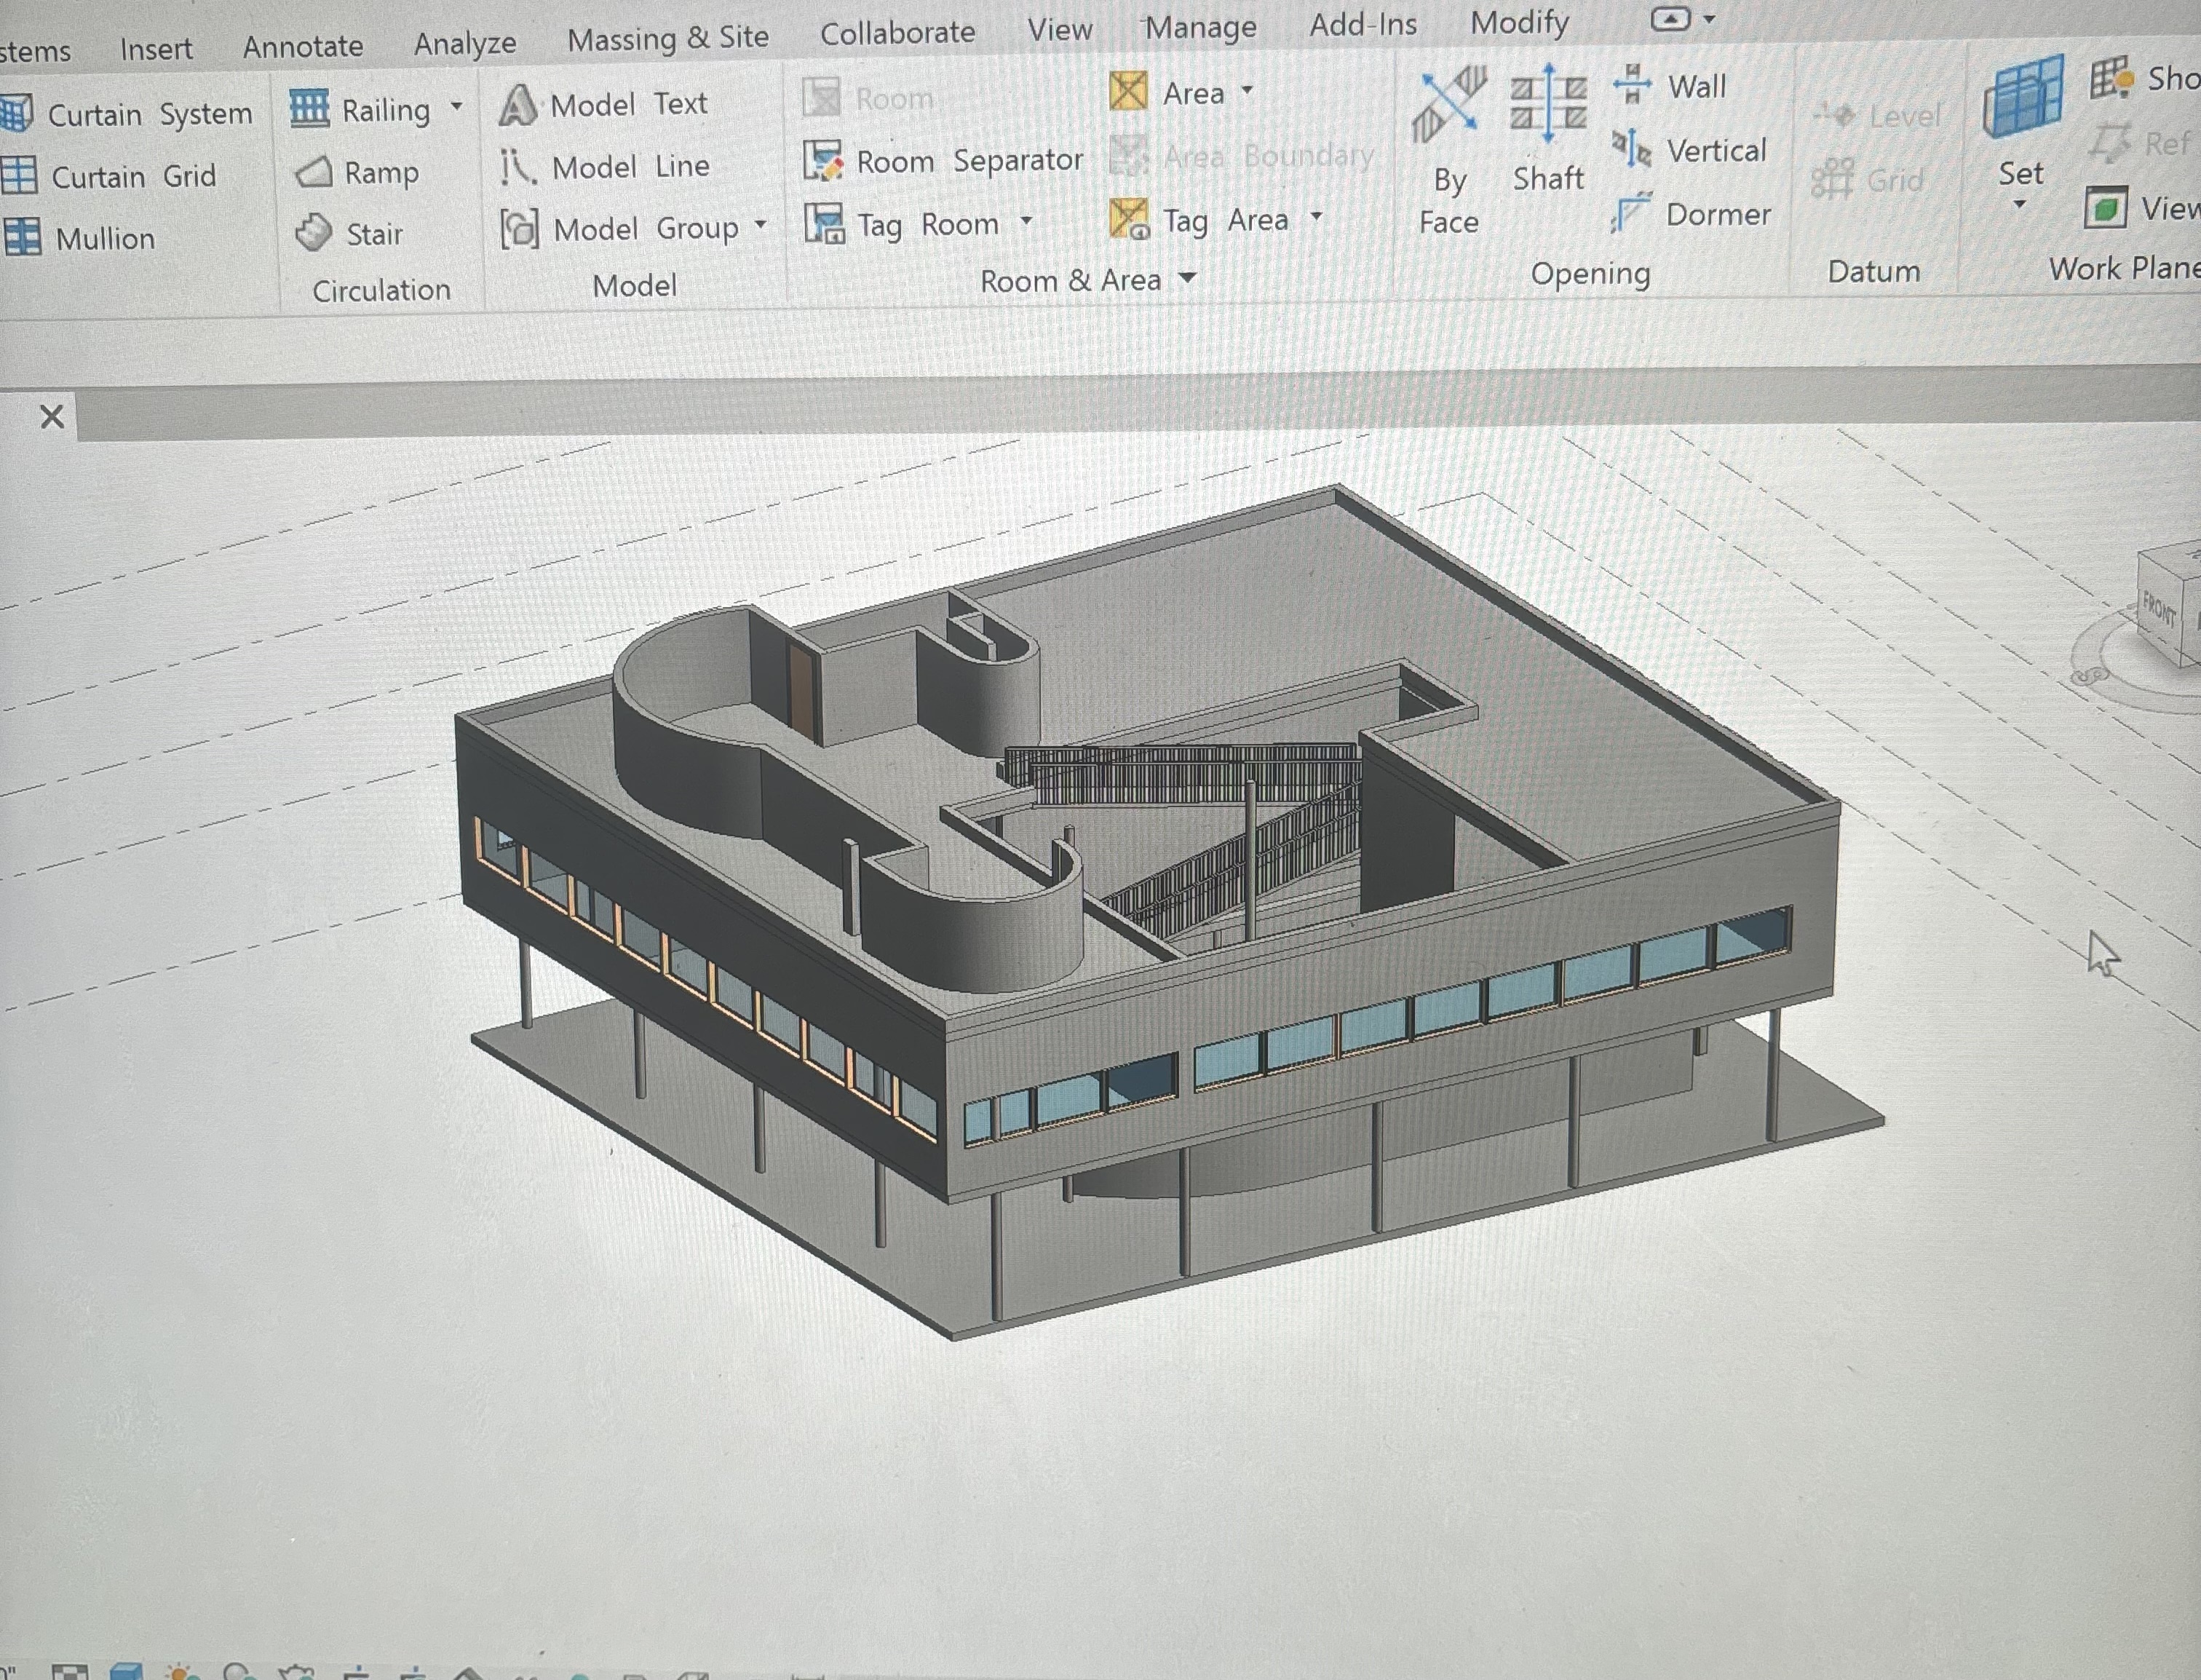 stems Insert Annotate Analyze Massing & Site Collaborate View Manage Add-Ins Modify
Curtain System
Curtain Grid
Mullion
Railing
Ramp
Stair
Circulation
Model Text
Model Line
Model Group
Model
Room
Room Separator
Tag Room
Area
Area Boundary
Tag Area
Room & Area
By
Face
Shaft
Wall
Vertical
Dormer
Opening
Level
Grid
Datum
Set
Sho
Ref
View
Work Plane
FRONT